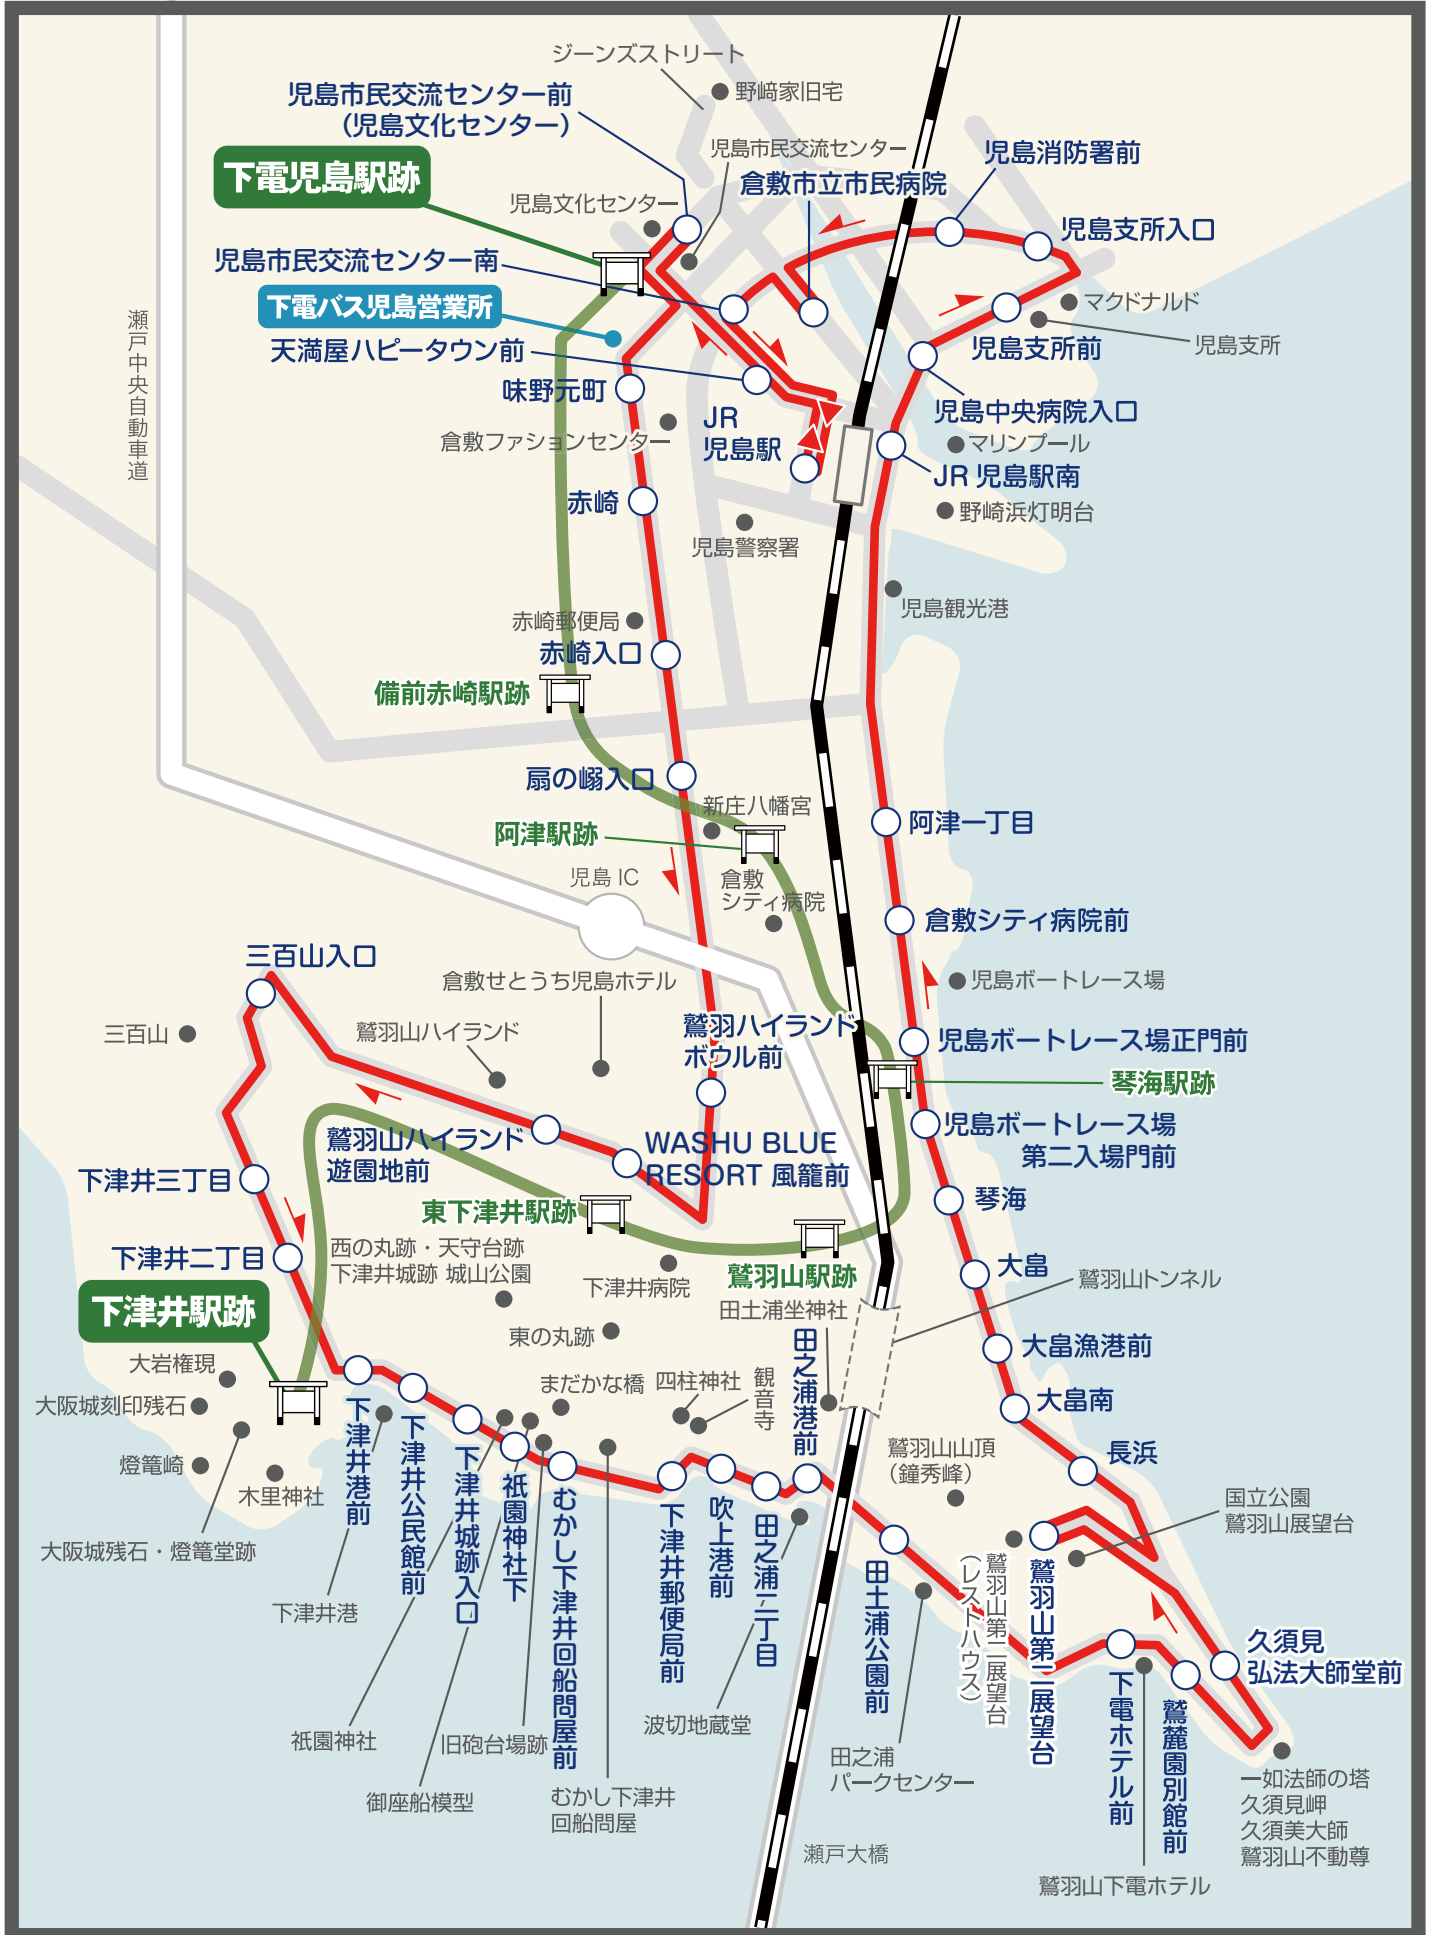 ジーンズストリート
野﨑家旧宅
児島市民交流センター前
（児島文化センター）
児島市民交流センター
児島消防署前
下電児島駅跡
倉敷市立市民病院
児島文化センター
児島支所入口
児島市民交流センター南
下電バス児島営業所
マクドナルド
児島支所
瀬戸中央自動車道
天満屋ハピータウン前
児島支所前
味野元町
児島中央病院入口
JR
児島駅
倉敷ファションセンター
マリンプール
JR 児島駅南
赤崎
野崎浜灯明台
児島警察署
児島観光港
赤崎郵便局
赤崎入口
備前赤崎駅跡
扇の嵶入口
新庄八幡宮
阿津駅跡
阿津一丁目
児島 IC
倉敷
シティ病院
倉敷シティ病院前
三百山入口
倉敷せとうち児島ホテル
児島ボートレース場
三百山
鷲羽山ハイランド
鷲羽ハイランド
ボウル前
児島ボートレース場正門前
琴海駅跡
児島ボートレース場
第二入場門前
鷲羽山ハイランド
遊園地前
WASHU BLUE
RESORT 風籠前
下津井三丁目
琴海
東下津井駅跡
下津井二丁目
西の丸跡・天守台跡
下津井城跡 城山公園
下津井病院
鷲羽山駅跡
大畠
鷲羽山トンネル
下津井駅跡
田土浦坐神社
東の丸跡
大畠漁港前
大岩権現
まだかな橋
四柱神社
観音寺
田之浦港前
大畠南
大阪城刻印残石
下津井港前
下津井公民館前
下津井城跡入口
祇園神社下
むかし下津井回船問屋前
下津井郵便局前
吹上港前
田之浦二丁目
鷲羽山山頂
（鐘秀峰）
長浜
燈篭崎
木里神社
国立公園
鷲羽山展望台
大阪城残石・燈篭堂跡
下津井港
田土浦公園前
鷲羽山第二展望台
（レストハウス）
鷲羽山第二展望台
久須見
弘法大師堂前
下電ホテル前
鷲麓園別館前
祇園神社
旧砲台場跡
波切地蔵堂
田之浦
パークセンター
御座船模型
むかし下津井
回船問屋
一如法師の塔
久須見岬
久須美大師
鷲羽山不動尊
瀬戸大橋
鷲羽山下電ホテル